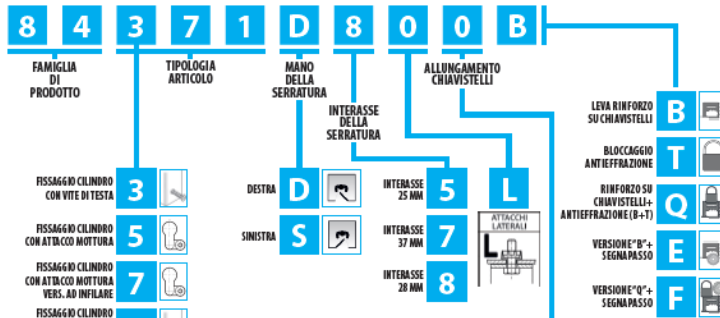 8 4 3 7 1 D 8 0 0 B
FAMIGLIA
DI
PRODOTTO
TIPOLOGIA
ARTICOLO
MANO
DELLA
SERRATURA
INTERASSE
DELLA
SERRATURA
ALLUNGAMENTO
CHIAVISTELLI
FISSAGGIO CILINDRO
CON VITE DI TESTA
3
FISSAGGIO CILINDRO
CON ATTACCO MOTTURA
5
FISSAGGIO CILINDRO
CON ATTACCO MOTTURA
VERS. AD INFILARE
7
FISSAGGIO CILINDRO
DESTRA
D
SINISTRA
S
INTERASSE
25 MM
5
INTERASSE
37 MM
7
INTERASSE
28 MM
8
L
ATTACCHI
LATERALI
L
LEVA RINFORZO
SU CHIAVISTELLI
B
BLOCCAGGIO
ANTIEFFRAZIONE
T
RINFORZO SU
CHIAVISTELLI+
ANTIEFFRAZIONE (B+T)
Q
VERSIONE "B"+
SEGNAPASSO
E
VERSIONE "Q"+
SEGNAPASSO
F